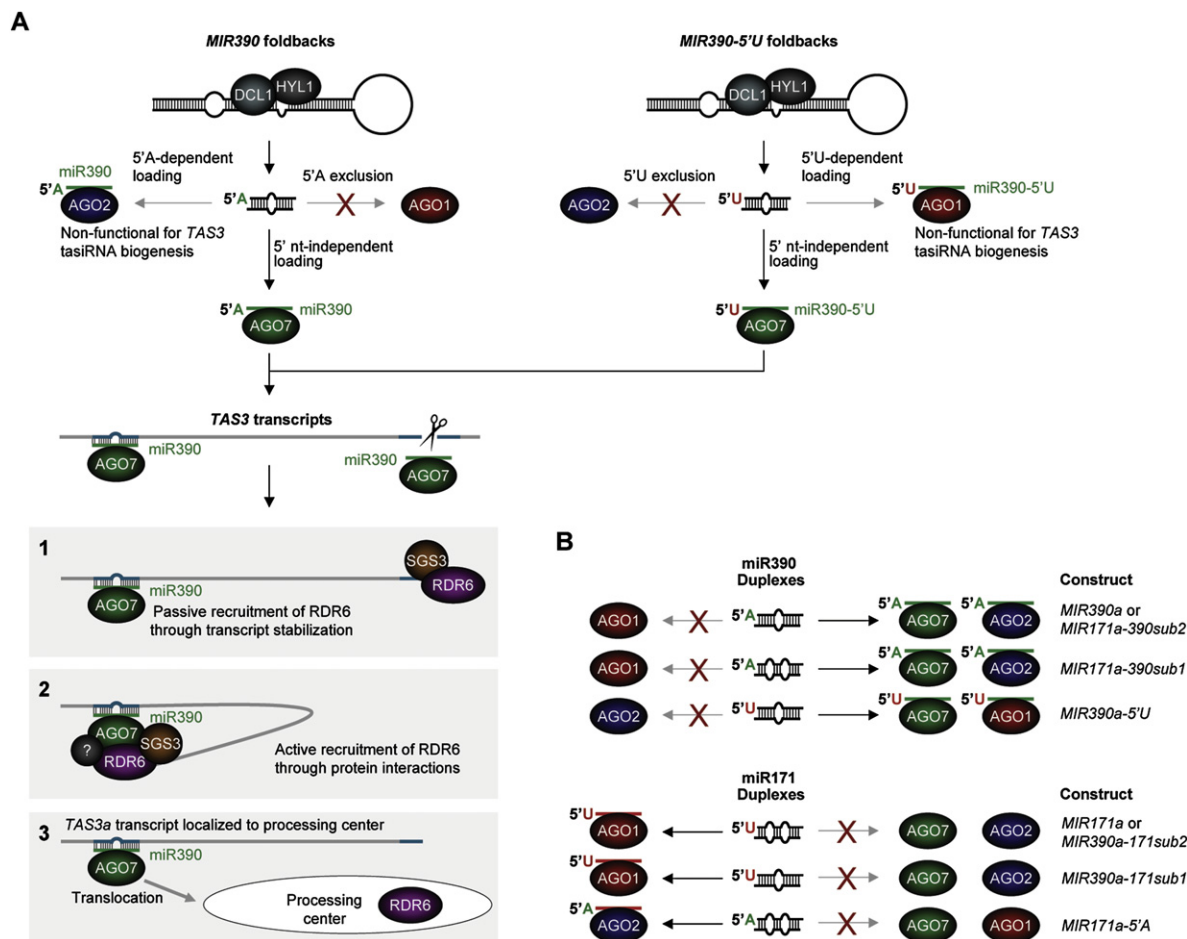 A
MIR390 foldbacks
DCL1
HYL1
5'A-dependent
loading
miR390
5'A
AGO2
Non-functional for TAS3
tasiRNA biogenesis
5'A
5'A exclusion
X
AGO1
5' nt-independent
loading
5'A
miR390
AGO7
MIR390-5'U foldbacks
DCL1
HYL1
5'U exclusion
X
AGO2
5'U
5'U-dependent
loading
5'U
miR390-5'U
AGO1
Non-functional for TAS3
tasiRNA biogenesis
5' nt-independent
loading
5'U
miR390-5'U
AGO7
TAS3 transcripts
miR390
AGO7
miR390
AGO7
1
SGS3
RDR6
miR390
AGO7
Passive recruitment of RDR6
through transcript stabilization
2
miR390
AGO7
SGS3
?
RDR6
Active recruitment of RDR6
through protein interactions
3
TAS3a transcript localized to processing center
miR390
AGO7
Translocation
Processing
center
RDR6
B
miR390
Duplexes
Construct
AGO1
X
5'A
5'A
AGO7
5'A
AGO2
MIR390a or
MIR171a-390sub2
AGO1
X
5'A
5'A
AGO7
5'A
AGO2
MIR171a-390sub1
AGO2
X
5'U
5'U
AGO7
5'U
AGO1
MIR390a-5'U
miR171
Duplexes
Construct
5'U
AGO1
5'U
X
AGO7
AGO2
MIR171a or
MIR390a-171sub2
5'U
AGO1
5'U
X
AGO7
AGO2
MIR390a-171sub1
5'A
AGO2
5'A
X
AGO7
AGO1
MIR171a-5'A